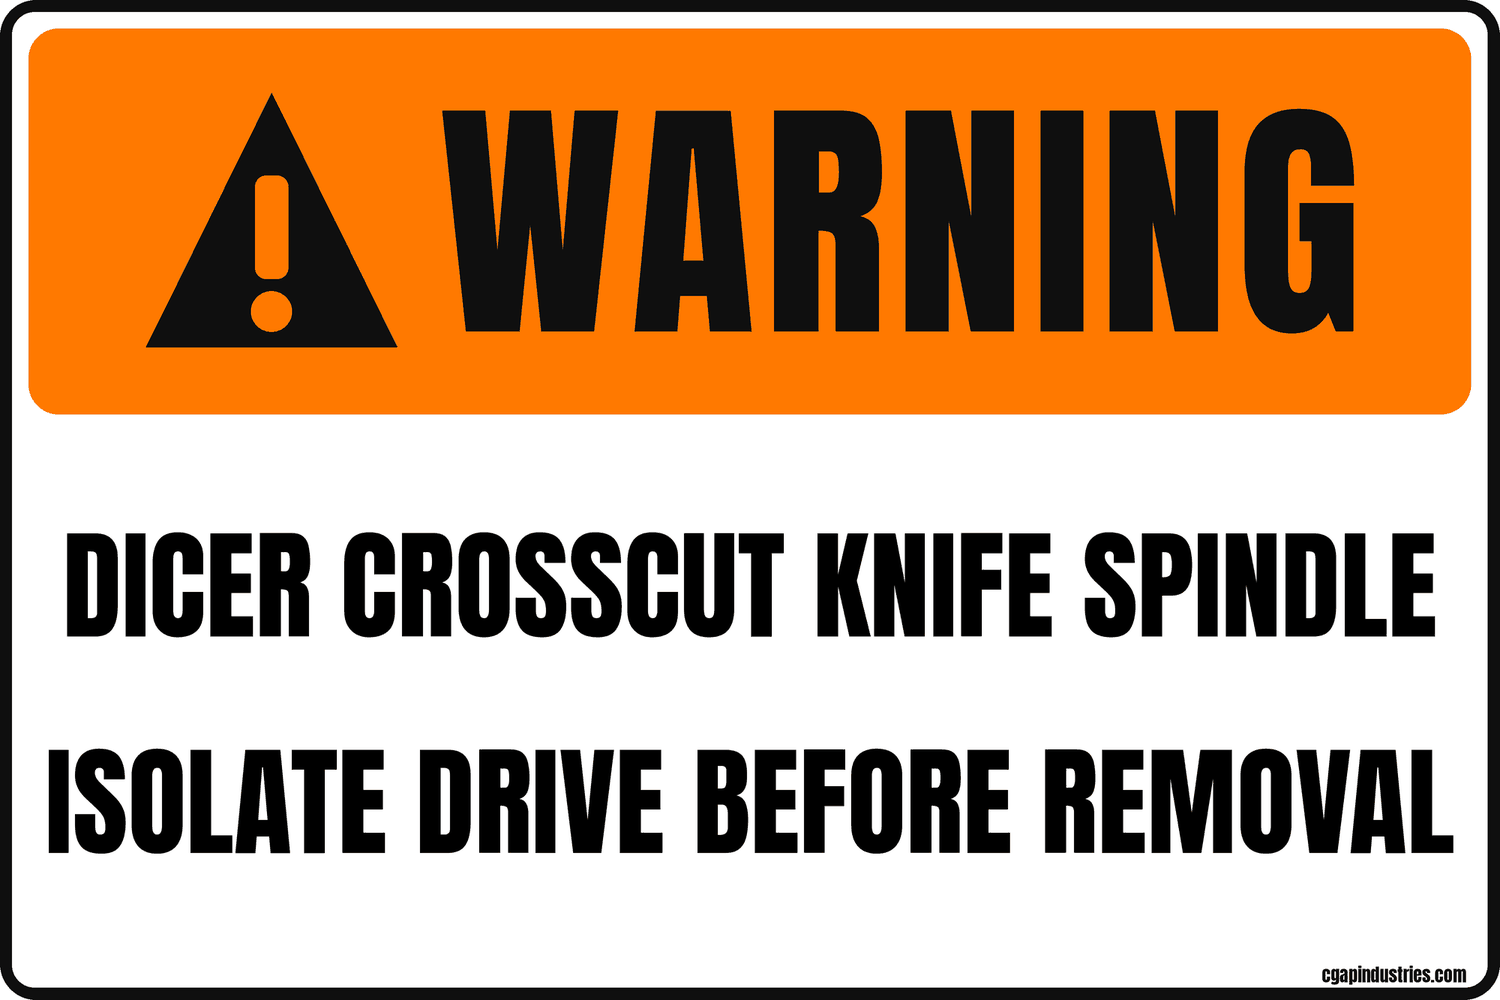 WARNING
DICER CROSSCUT KNIFE SPINDLE
ISOLATE DRIVE BEFORE REMOVAL
cgapindustries.com